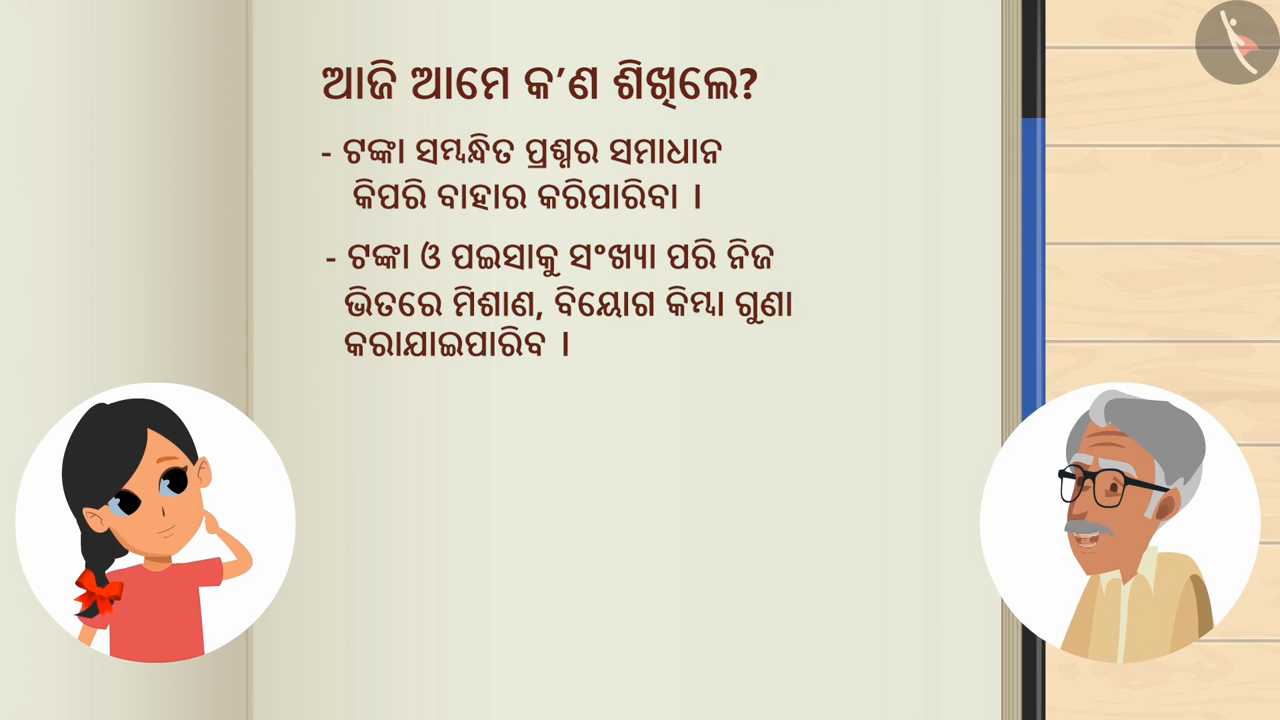 ଆଜି ଆମେ କ’ଣ ଶିଖିଲେ?
- ଟଙ୍କା ସମ୍ବନ୍ଧିତ ପ୍ରଶ୍ନର ସମାଧାନ
କିପରି ବାହାର କରିପାରିବା ।
- ଟଙ୍କା ଓ ପଇସାକୁ ସଂଖ୍ୟା ପରି ନିଜ
ଭିତରେ ମିଶାଣ, ବିୟୋଗ କିମ୍ବା ଗୁଣା
କରାଯାଇପାରିବ ।